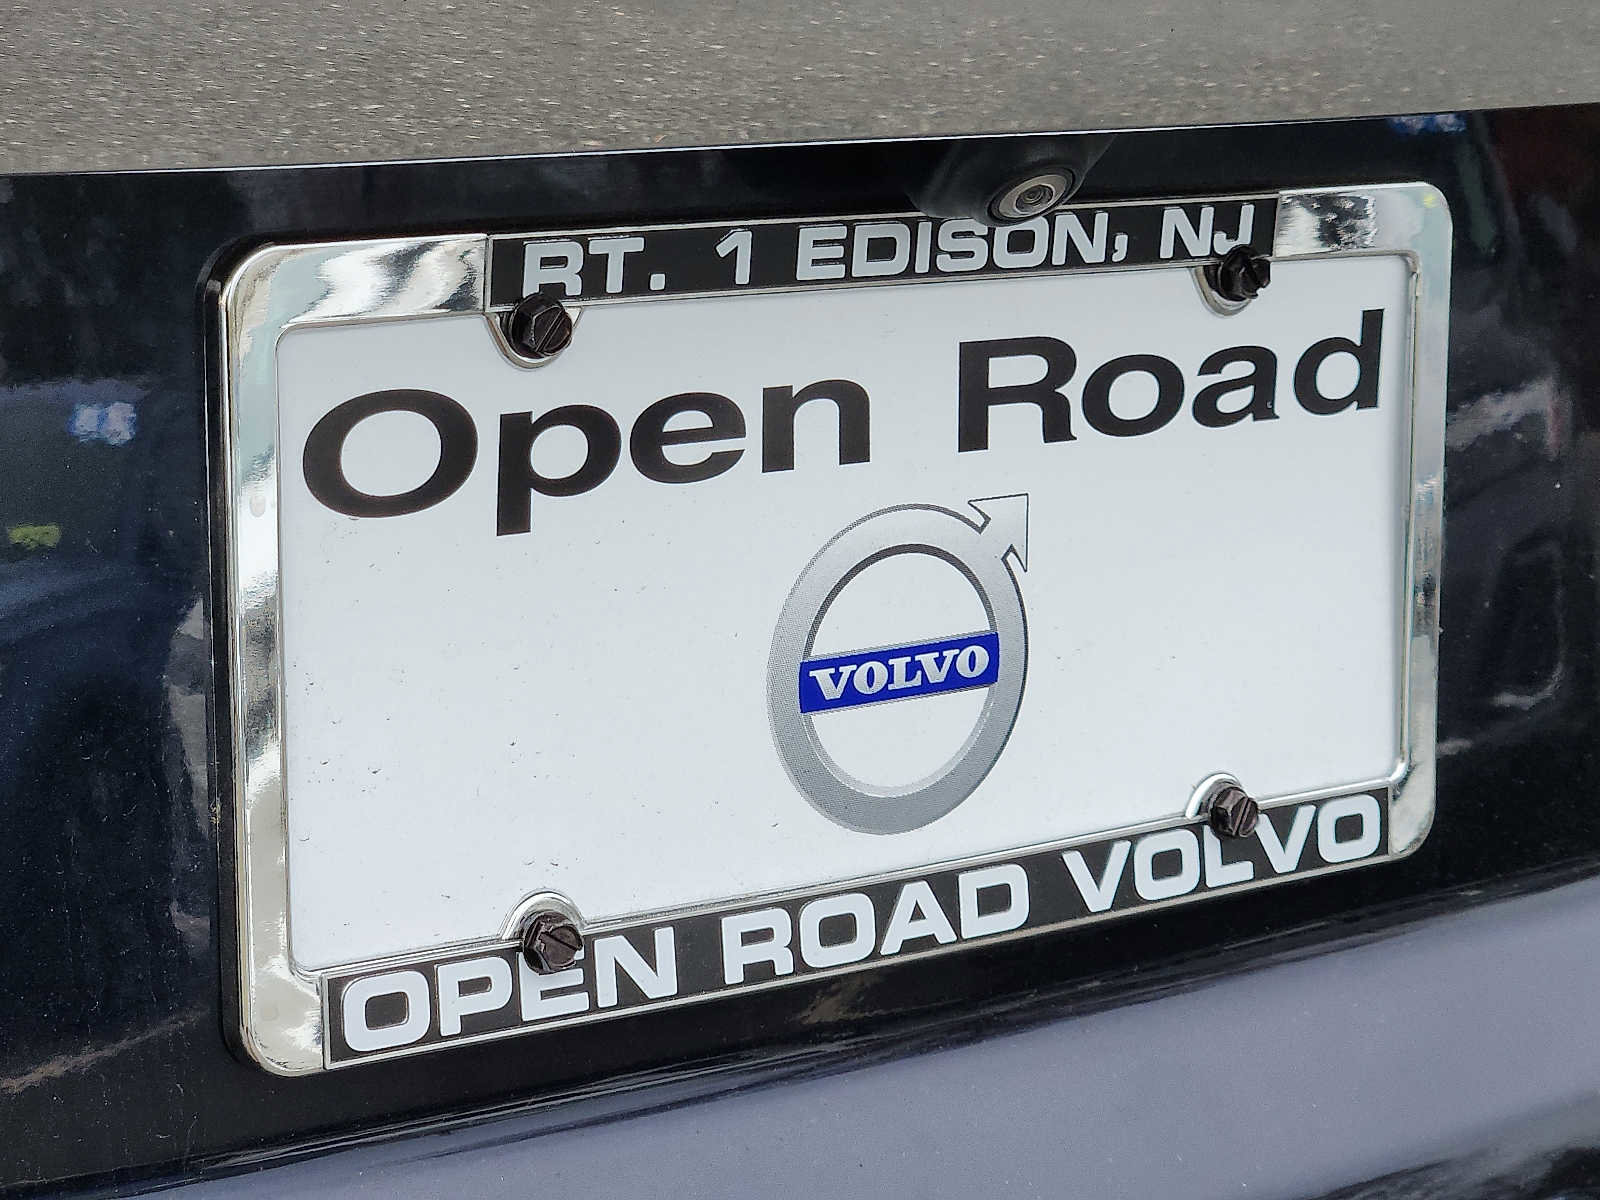 RT. 1 EDISON, NJ
Open Road
VOLVO
OPEN ROAD VOLVO